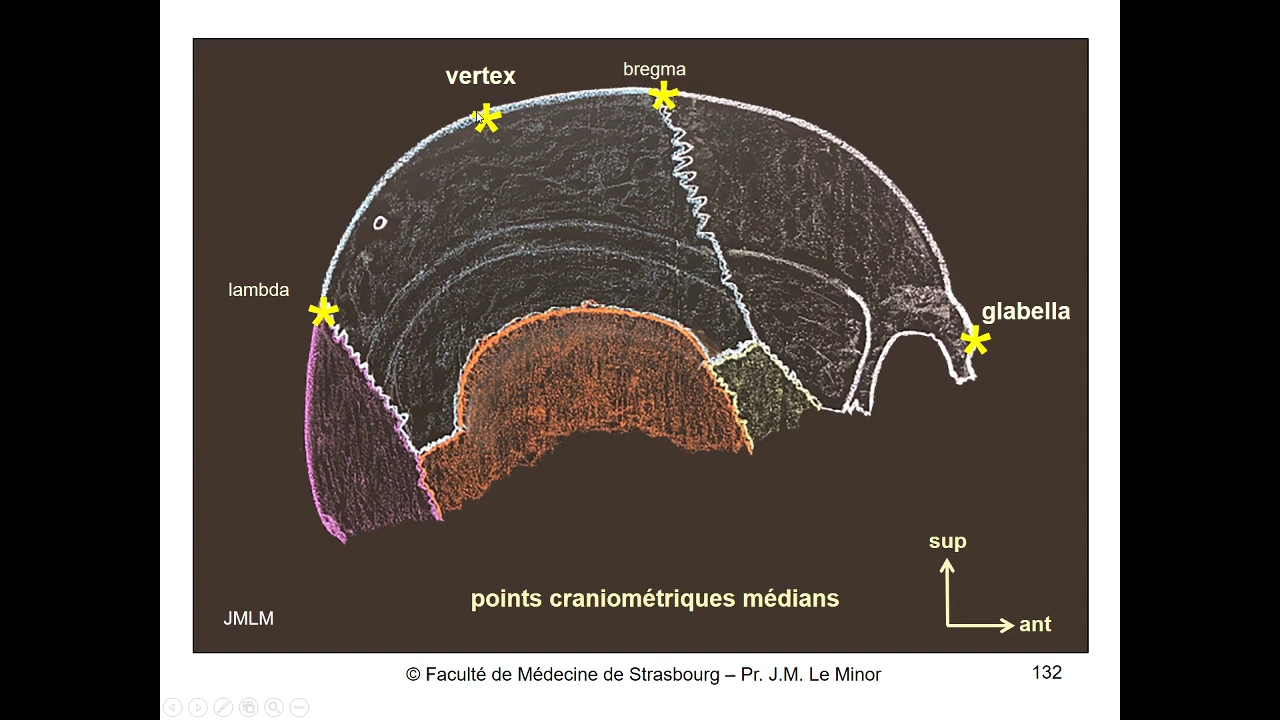 bregma
vertex
lambda
glabella
sup
ant
points craniométriques médians
JMLM
© Faculté de Médecine de Strasbourg – Pr. J.M. Le Minor
132